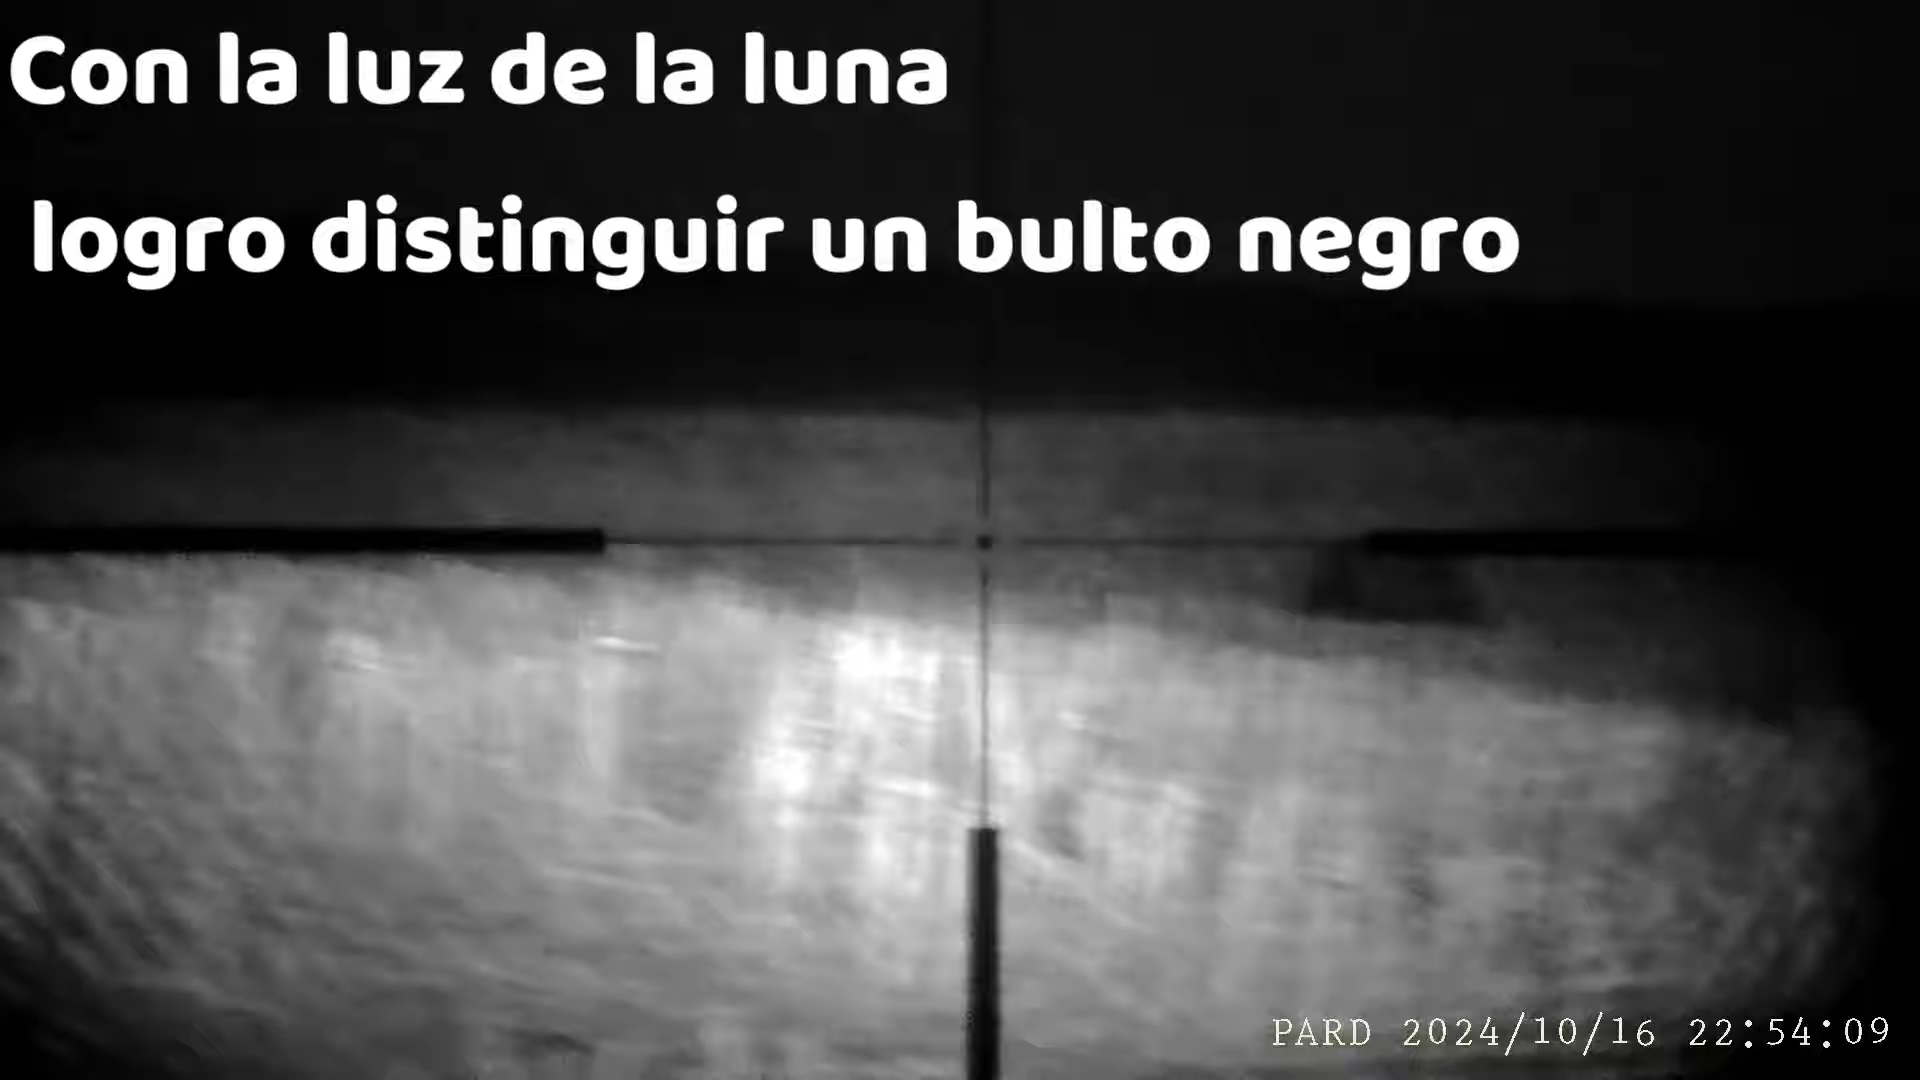 Con la luz de la luna
logro distinguir un bulto negro
PARD 2024/10/16 22:54:09